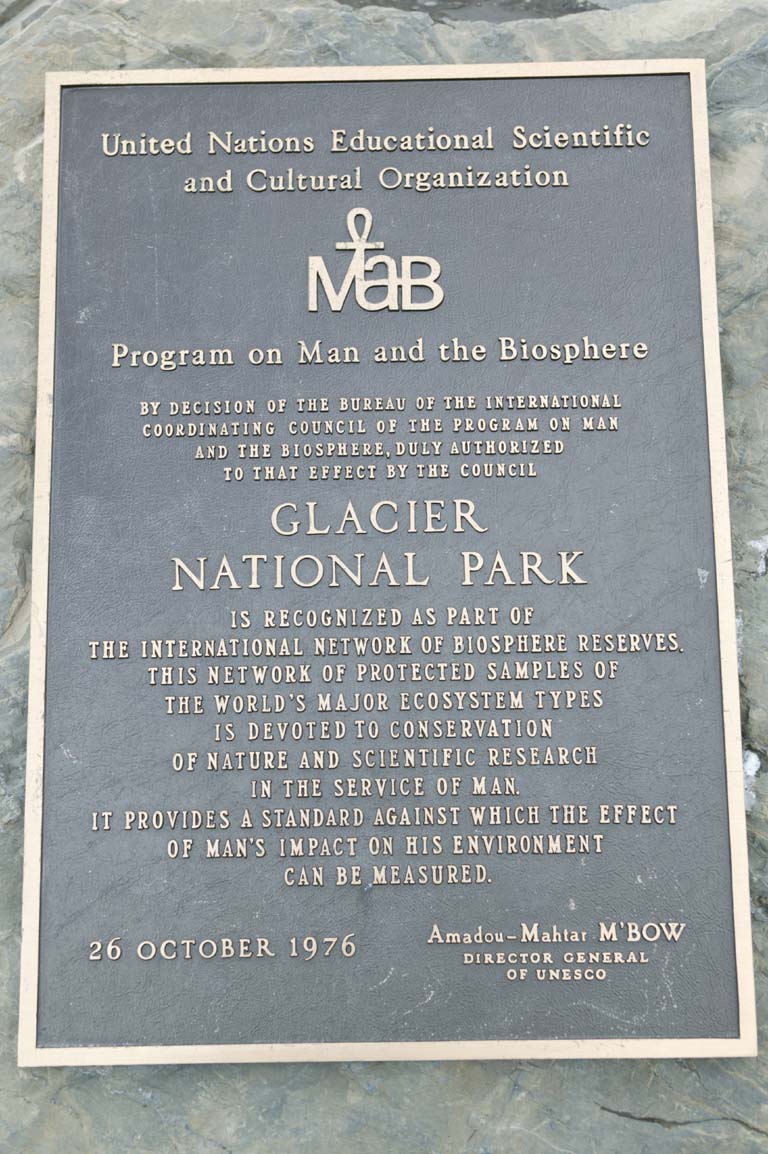 United Nations Educational Scientific
and Cultural Organization
MaB
Program on Man and the Biosphere
BY DECISION OF THE BUREAU OF THE INTERNATIONAL
COORDINATING COUNCIL OF THE PROGRAM ON MAN
AND THE BIOSPHERE, DULY AUTHORIZED
TO THAT EFFECT BY THE COUNCIL
GLACIER
NATIONAL PARK
IS RECOGNIZED AS PART OF
THE INTERNATIONAL NETWORK OF BIOSPHERE RESERVES.
THIS NETWORK OF PROTECTED SAMPLES OF
THE WORLD'S MAJOR ECOSYSTEM TYPES
IS DEVOTED TO CONSERVATION
OF NATURE AND SCIENTIFIC RESEARCH
IN THE SERVICE OF MAN.
IT PROVIDES A STANDARD AGAINST WHICH THE EFFECT
OF MAN'S IMPACT ON HIS ENVIRONMENT
CAN BE MEASURED.
26 OCTOBER 1976
Amadou-Mahtar M'BOW
DIRECTOR GENERAL
OF UNESCO